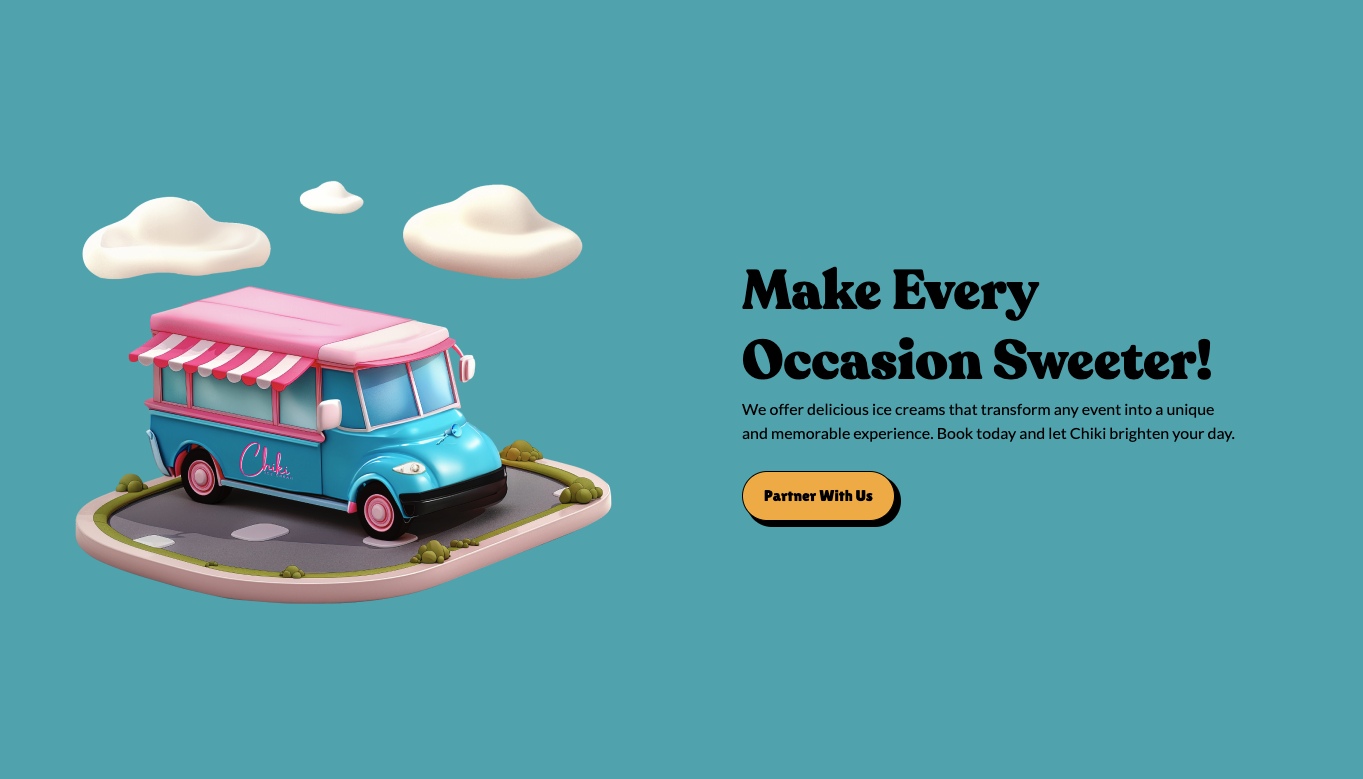 Make Every
Occasion Sweeter!
We offer delicious ice creams that transform any event into a unique
and memorable experience. Book today and let Chiki brighten your day.
Partner With Us
Chiki